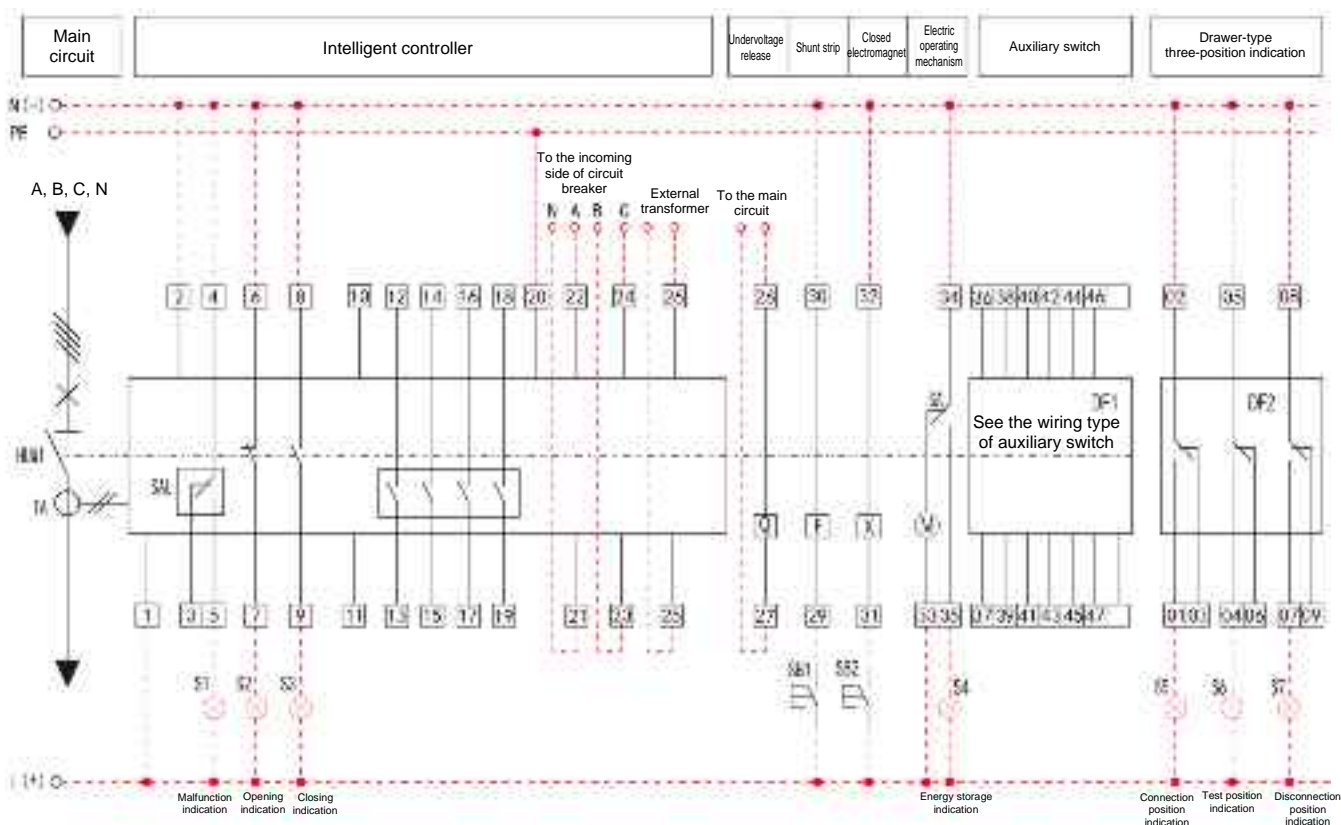 Main
circuit
Intelligent controller
Undervoltage
release
Shunt strip
Closed
electromagnet
Electric
operating
mechanism
Auxiliary switch
Drawer-type
three-position indication
N(-)
PE
A, B, C, N
To the incoming
side of circuit
breaker
N A B C
External
transformer
To the main
circuit
2 4 6 8 10 12 14 16 18 20 22 24 26
30 32 34 36 38 40 42 44 46
02 05 08
SAL
TA
DF1
See the wiring type
of auxiliary switch
DF2
Q F X M
1 3 5 7 9 11 13 15 17 19 21 23 25 27 29 31 33 35 37 39 41 43 45 47
01 03 04 06 07 09
S1 S2 S3
SB1 SB2
S4
S5 S6 S7
Malfunction
indication
Opening
indication
Closing
indication
Energy storage
indication
Connection
position
indication
Test position
indication
Disconnection
position
indication